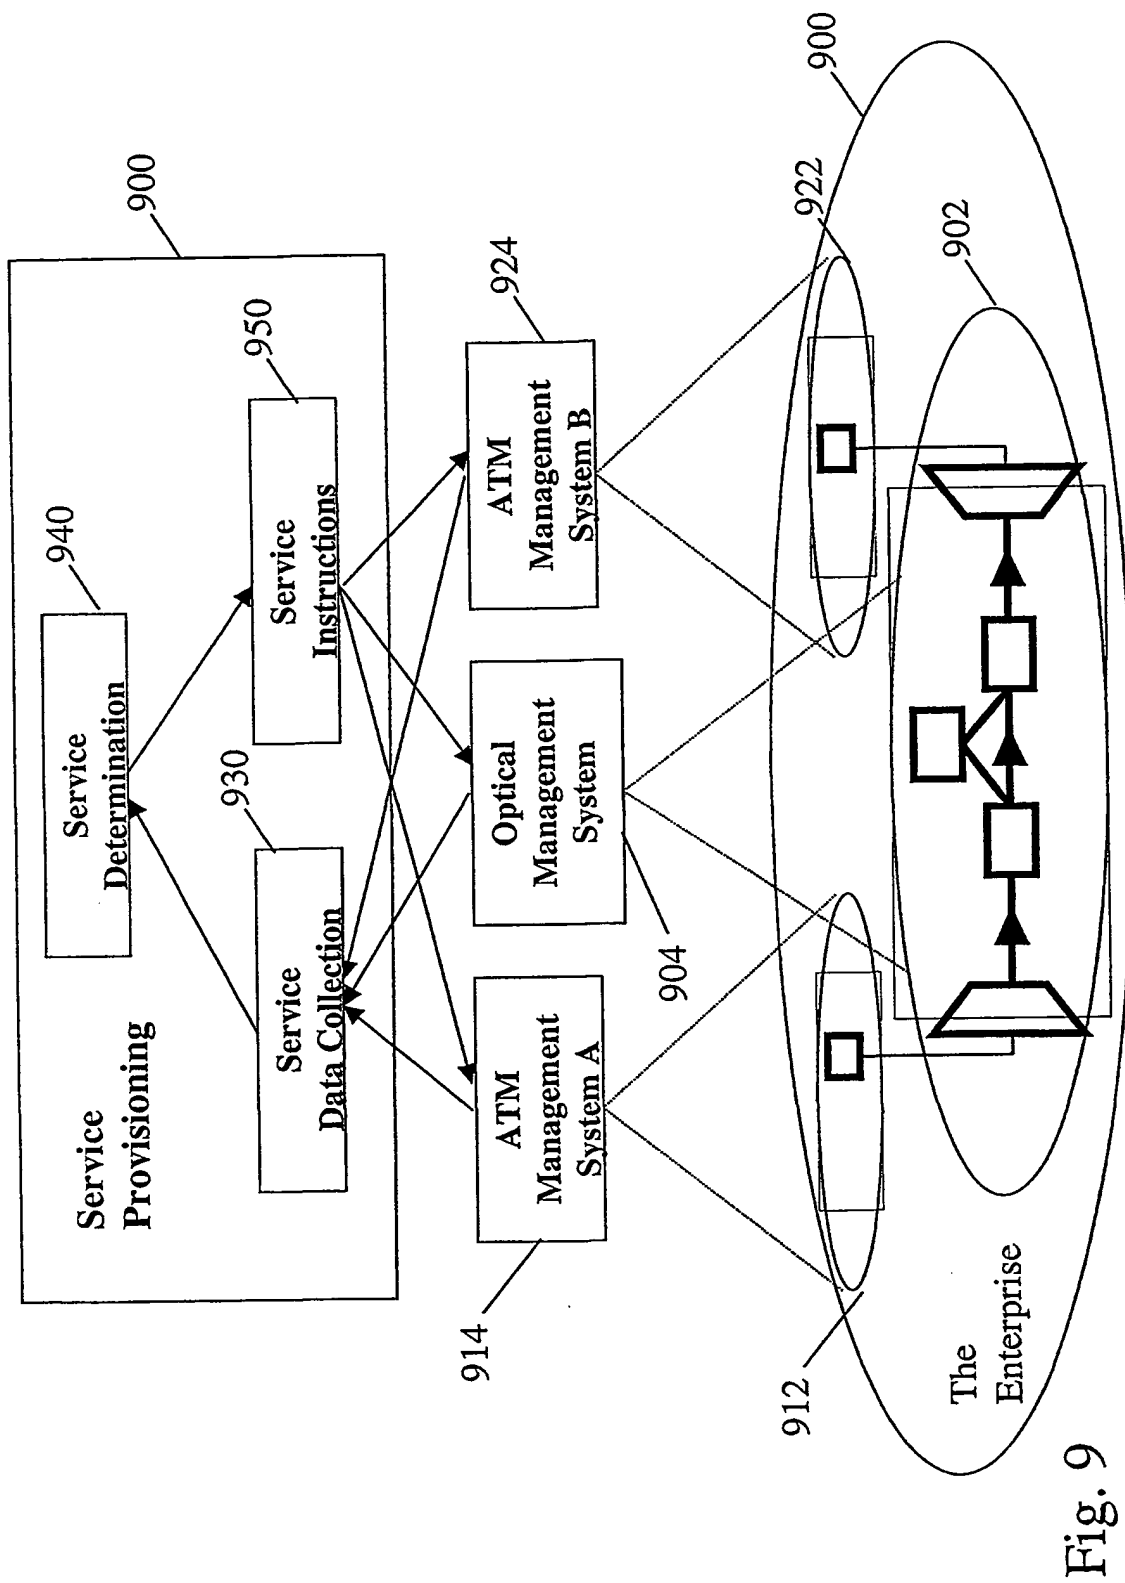 900
940
Service
Determination
950
Service
Provisioning
930
Service
Data Collection
Service
Instructions
914
ATM
Management
System A
Optical
Management
System
904
ATM
Management
System B
924
912
922
900
902
The
Enterprise
Fig. 9